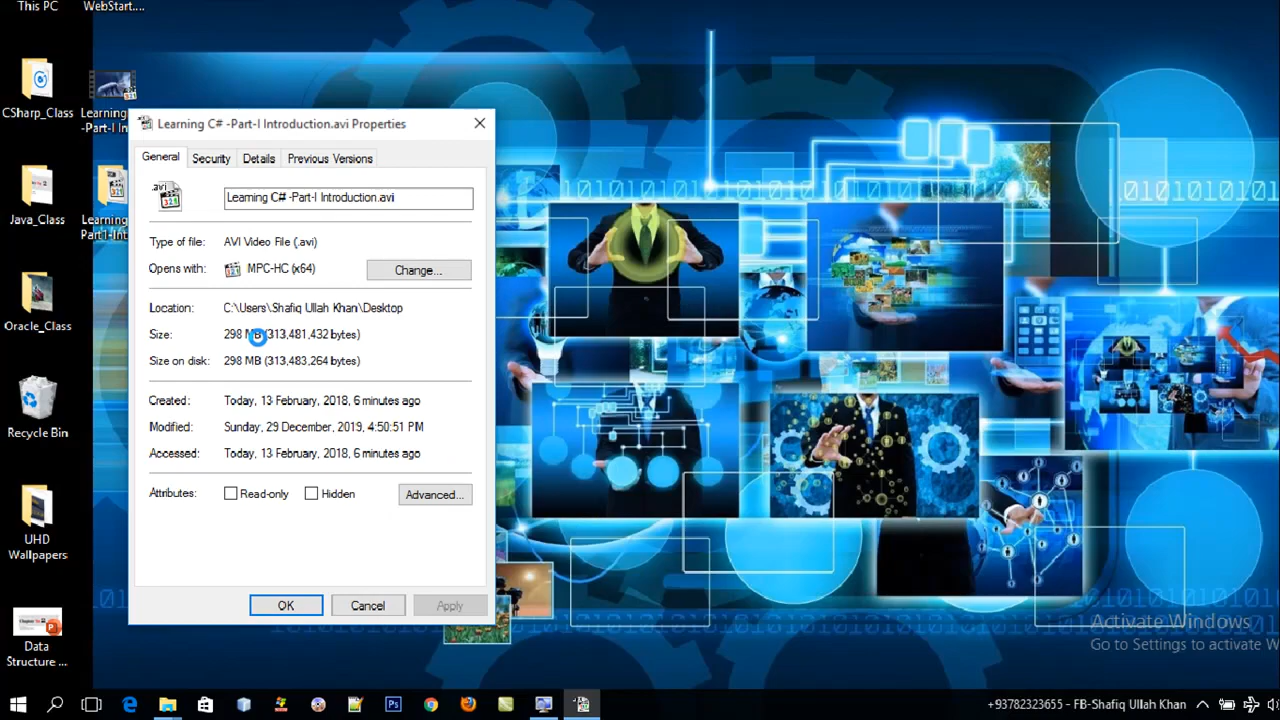 This PC
WebStart....
CSharp_Class
Learning
-Part-I In
Java_Class
Learning
Part1-Int
Oracle_Class
Recycle Bin
UHD
Wallpapers
Data
Structure ...
Learning C# -Part-I Introduction.avi Properties
General
Security
Details
Previous Versions
.avi
321
Learning C# -Part-I Introduction.avi
Type of file:
AVI Video File (.avi)
Opens with:
MPC-HC (x64)
Change...
Location:
C:\Users\Shafiq Ullah Khan\Desktop
Size:
298 MB (313,481,432 bytes)
Size on disk:
298 MB (313,483,264 bytes)
Created:
Today, 13 February, 2018, 6 minutes ago
Modified:
Sunday, 29 December, 2019, 4:50:51 PM
Accessed:
Today, 13 February, 2018, 6 minutes ago
Attributes:
Read-only
Hidden
Advanced...
OK
Cancel
Apply
Activate Windows
Go to Settings to activate W
+93782323655 - FB-Shafiq Ullah Khan